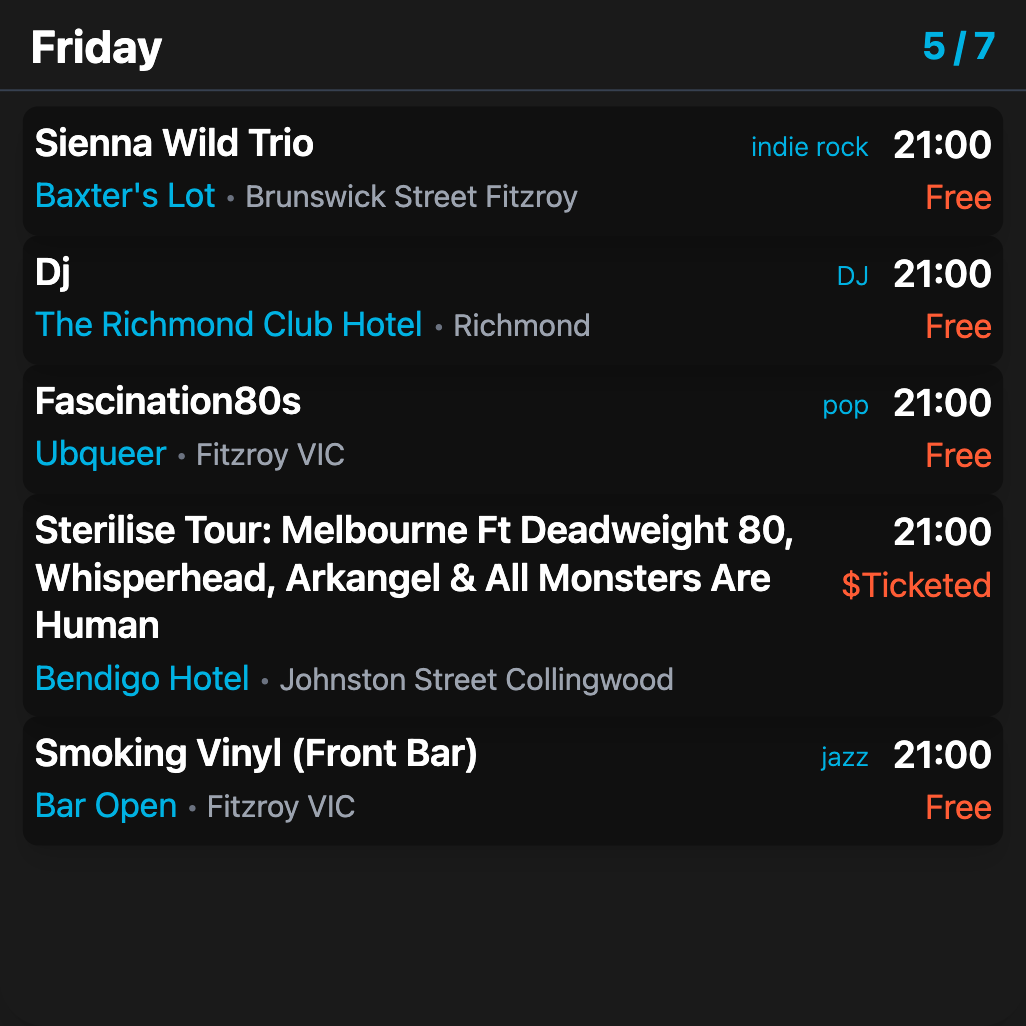 Friday 5 / 7
Sienna Wild Trio indie rock 21:00
Baxter's Lot • Brunswick Street Fitzroy Free
Dj DJ 21:00
The Richmond Club Hotel • Richmond Free
Fascination80s pop 21:00
Ubqueer • Fitzroy VIC Free
Sterilise Tour: Melbourne Ft Deadweight 80, 21:00
Whisperhead, Arkangel & All Monsters Are $Ticketed
Human
Bendigo Hotel • Johnston Street Collingwood
Smoking Vinyl (Front Bar) jazz 21:00
Bar Open • Fitzroy VIC Free